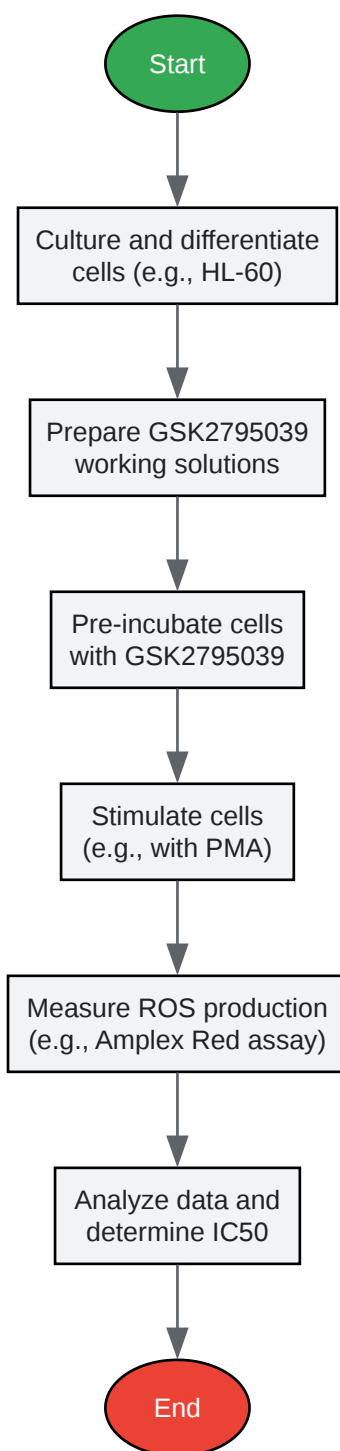 Start
Culture and differentiate
cells (e.g., HL-60)
Prepare GSK2795039
working solutions
Pre-incubate cells
with GSK2795039
Stimulate cells
(e.g., with PMA)
Measure ROS production
(e.g., Amplex Red assay)
Analyze data and
determine IC50
End